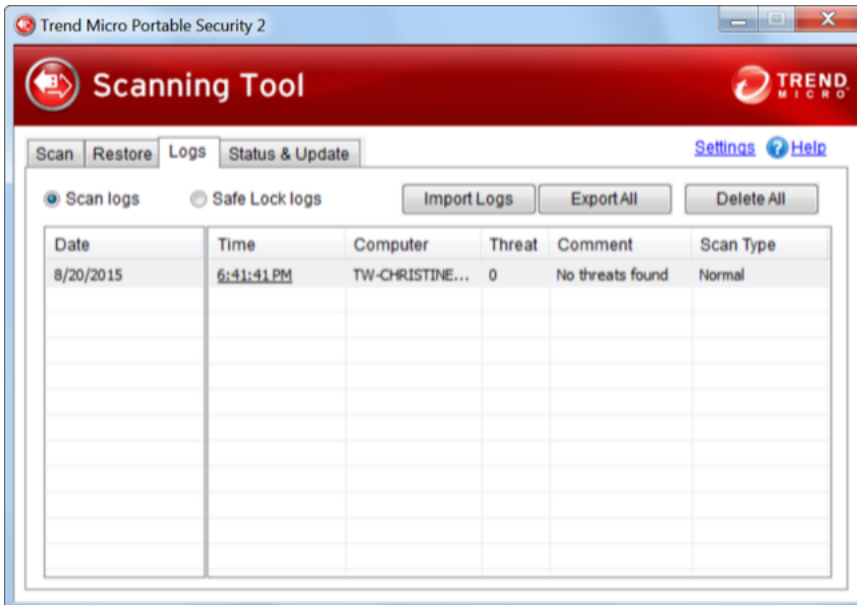 Trend Micro Portable Security 2
Scanning Tool
TREND MICRO
Scan Restore Logs Status & Update Settings Help
Scan logs Safe Lock logs Import Logs Export All Delete All
Date Time Computer Threat Comment Scan Type
8/20/2015 6:41:41 PM TW-CHRISTINE... 0 No threats found Normal